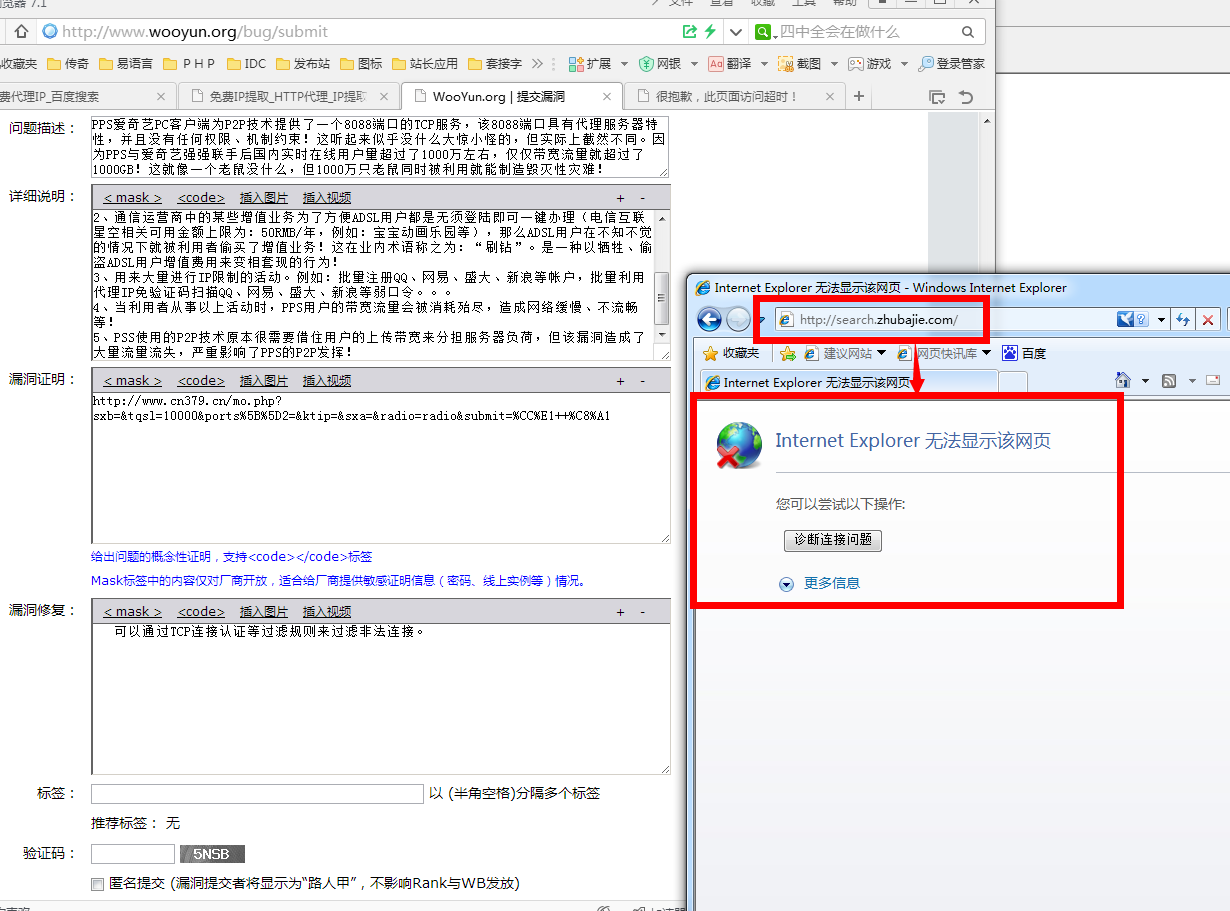 览器 7.1
文件 查看 收藏 工具 帮助
http://www.wooyun.org/bug/submit
四中全会在做什么
收藏夹 传奇 易语言 P H P IDC 发布站 图标 站长应用 套接字 » 扩展 网银 Aa 翻译 截图 游戏 登录管家
费代理IP_百度搜索 × 免费IP提取_HTTP代理_IP提取 × WooYun.org | 提交漏洞 × 很抱歉，此页面访问超时！ × +
问题描述：
PPS爱奇艺PC客户端为P2P技术提供了一个8088端口的TCP服务，该8088端口具有代理服务器特
性，并且没有任何权限、机制约束！这听起来似乎没什么大惊小怪的，但实际上截然不同。因
为PPS与爱奇艺强强联手后国内实时在线用户量超过了1000万左右，仅仅带宽流量就超过了
1000GB！这就像一个老鼠没什么，但1000万只老鼠同时被利用就能制造毁灭性灾难！
详细说明：
< mask > <code> 插入图片 插入视频 + -
2、通信运营商中的某些增值业务为了方便ADSL用户都是无须登陆即可一键办理（电信互联
星空相关可用金额上限为：50RMB/年，例如：宝宝动画乐园等），那么ADSL用户在不知不觉
的情况下就被利用者偷买了增值业务！这在业内术语称之为：“刷钻”。是一种以牺牲、偷
盗ADSL用户增值费用来变相套现的行为！
3、用来大量进行IP限制的活动。例如：批量注册QQ、网易、盛大、新浪等帐户，批量利用
代理IP免验证码扫描QQ、网易、盛大、新浪等弱口令。。。
4、当利用者从事以上活动时，PPS用户的带宽流量会被消耗殆尽，造成网络缓慢、不流畅
等！
5、PSS使用的P2P技术原本很需要借住用户的上传带宽来分担服务器负荷，但该漏洞造成了
大量流量流失，严重影响了PPS的P2P发挥！
漏洞证明：
< mask > <code> 插入图片 插入视频 + -
http://www.cn379.cn/mo.php?
sxb=&tqsl=10000&ports%5B%5D2=&ktip=&sxa=&radio=radio&submit=%CC%E1++%C8%A1
给出问题的概念性证明，支持<code></code>标签
Mask标签中的内容仅对厂商开放，适合给厂商提供敏感证明信息（密码、线上实例等）情况。
漏洞修复：
< mask > <code> 插入图片 插入视频 + -
可以通过TCP连接认证等过滤规则来过滤非法连接。
标签： 以 (半角空格)分隔多个标签
推荐标签： 无
验证码： 5NSB
匿名提交 (漏洞提交者将显示为“路人甲”，不影响Rank与WB发放)
Internet Explorer 无法显示该网页 - Windows Internet Explorer
http://search.zhubajie.com/
收藏夹 建议网站 网页快讯库 百度
Internet Explorer 无法显示该网页
Internet Explorer 无法显示该网页
您可以尝试以下操作:
诊断连接问题
更多信息